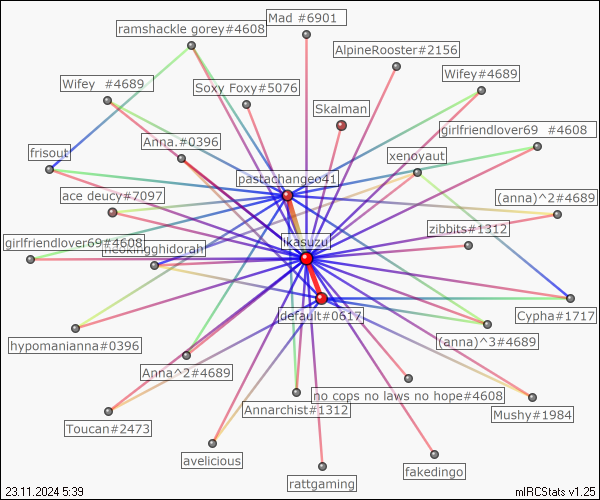 Mad #6901
ramshackle gorey#4608
AlpineRooster#2156
Wifey #4689
Wifey#4689
Soxy Foxy#5076
Skalman
girlfriendlover69 #4608
Anna.#0396
frisout
xenoyaut
pastachangeo41
ace deucy#7097
(anna)^2#4689
zibbits#1312
girlfriendlover69#4608
ikasuzu
neokingghidorah
Cypha#1717
default#0617
hypomanianna#0396
(anna)^3#4689
Anna^2#4689
no cops no laws no hope#4608
Annarchist#1312
Mushy#1984
Toucan#2473
avelicious
fakedingo
rattgaming
23.11.2024 5:39
mIRCStats v1.25